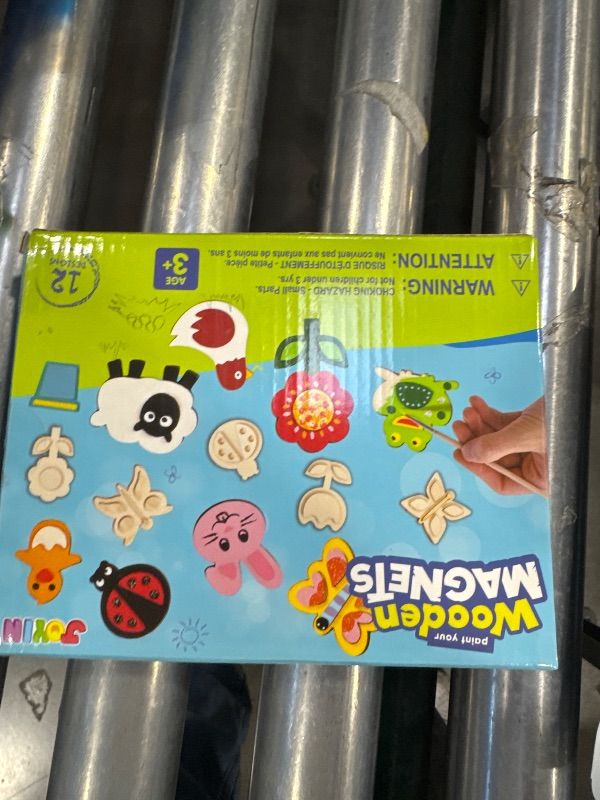 JOYIN
paint your
Wooden
MAGNETS
WARNING:
CHOKING HAZARD - Small Parts.
Not for children under 3 yrs.
ATTENTION:
RISQUE D'ÉTOUFFEMENT - Petite pièce.
Ne convient pas aux enfants de moins 3 ans.
AGE
3+
12
DESIGNS